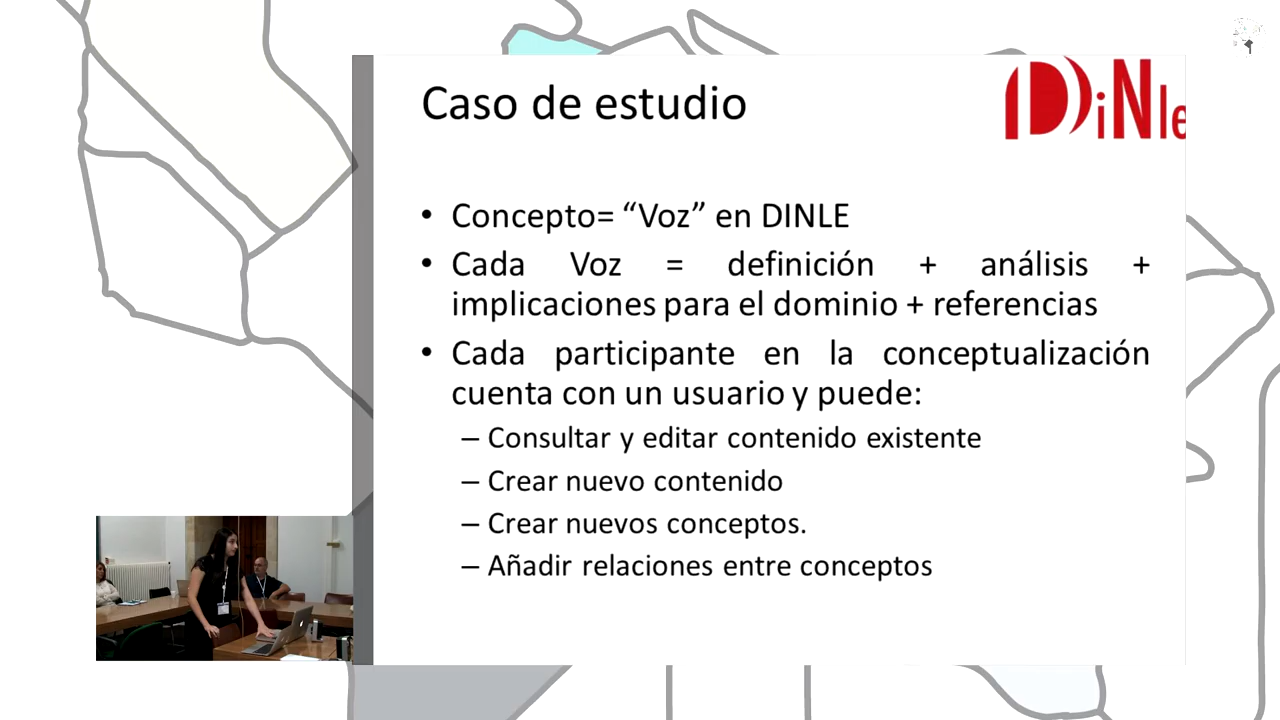 Caso de estudio
DiNle
• Concepto= “Voz” en DINLE
• Cada Voz = definición + análisis +
implicaciones para el dominio + referencias
• Cada participante en la conceptualización
cuenta con un usuario y puede:
– Consultar y editar contenido existente
– Crear nuevo contenido
– Crear nuevos conceptos.
– Añadir relaciones entre conceptos